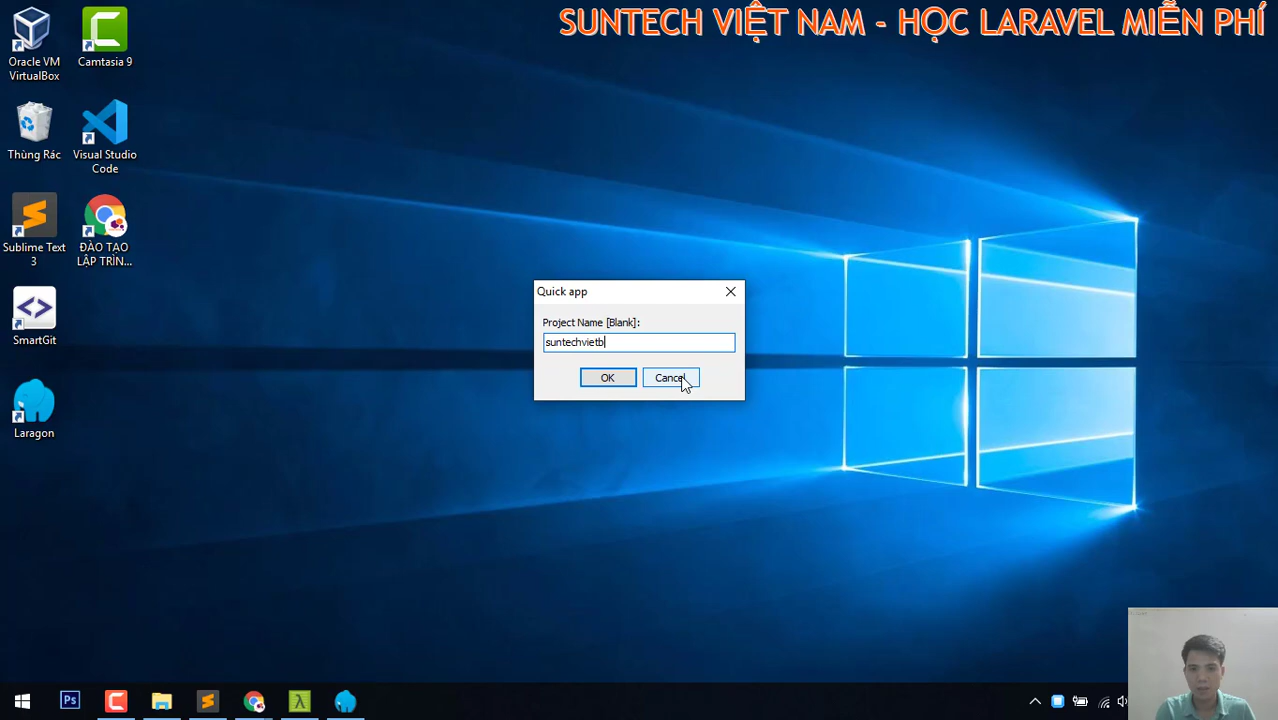 SUNTECH VIỆT NAM - HỌC LARAVEL MIỄN PHÍ
Oracle VM
VirtualBox
Camtasia 9
Thùng Rác
Visual Studio
Code
Sublime Text
3
ĐÀO TẠO
LẬP TRÌN...
SmartGit
Laragon
Quick app
Project Name [Blank]:
suntechvietb
OK
Cancel
Ps